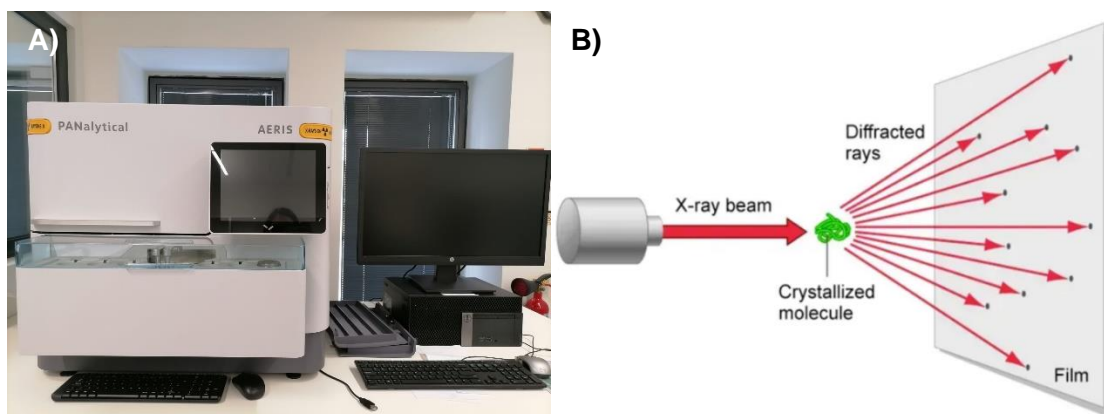 A)
PANalytical
AERIS
B)
Diffracted
rays
X-ray beam
Crystallized
molecule
Film